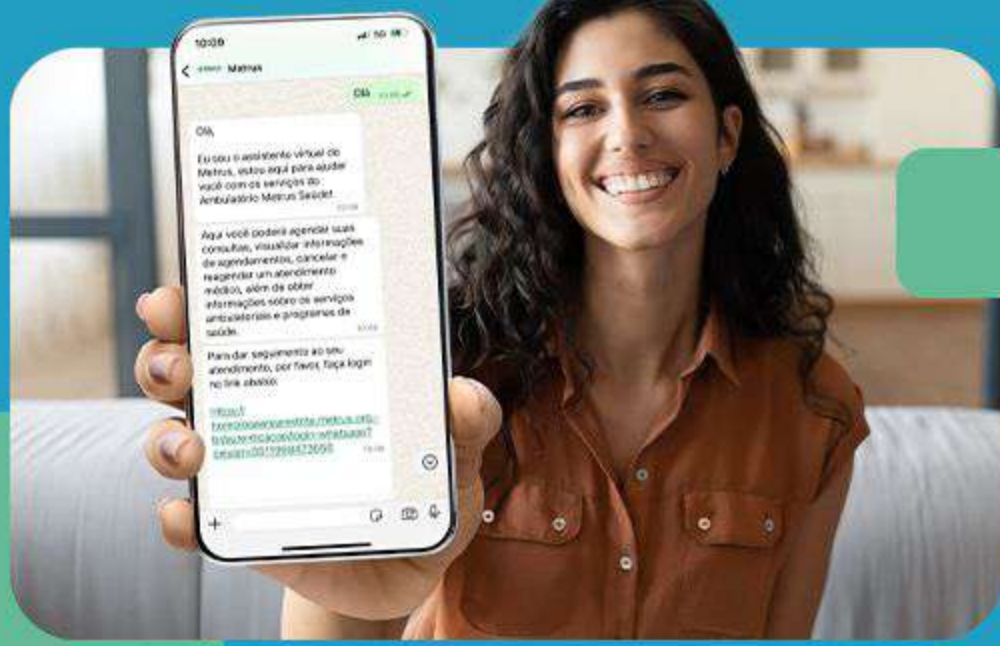 10:09
Metrus
Olá
Olá,
Eu sou o assistente virtual do
Metrus, estou aqui para ajudar
você com os serviços do
Ambulatório Metrus Saúde!
Aqui você poderá agendar suas
consultas, visualizar informações
de agendamentos, cancelar e
reagendar um atendimento
médico, além de obter
informações sobre os serviços
ambulatoriais e programas de
saúde.
Para dar seguimento ao seu
atendimento, por favor, faça login
no link abaixo: